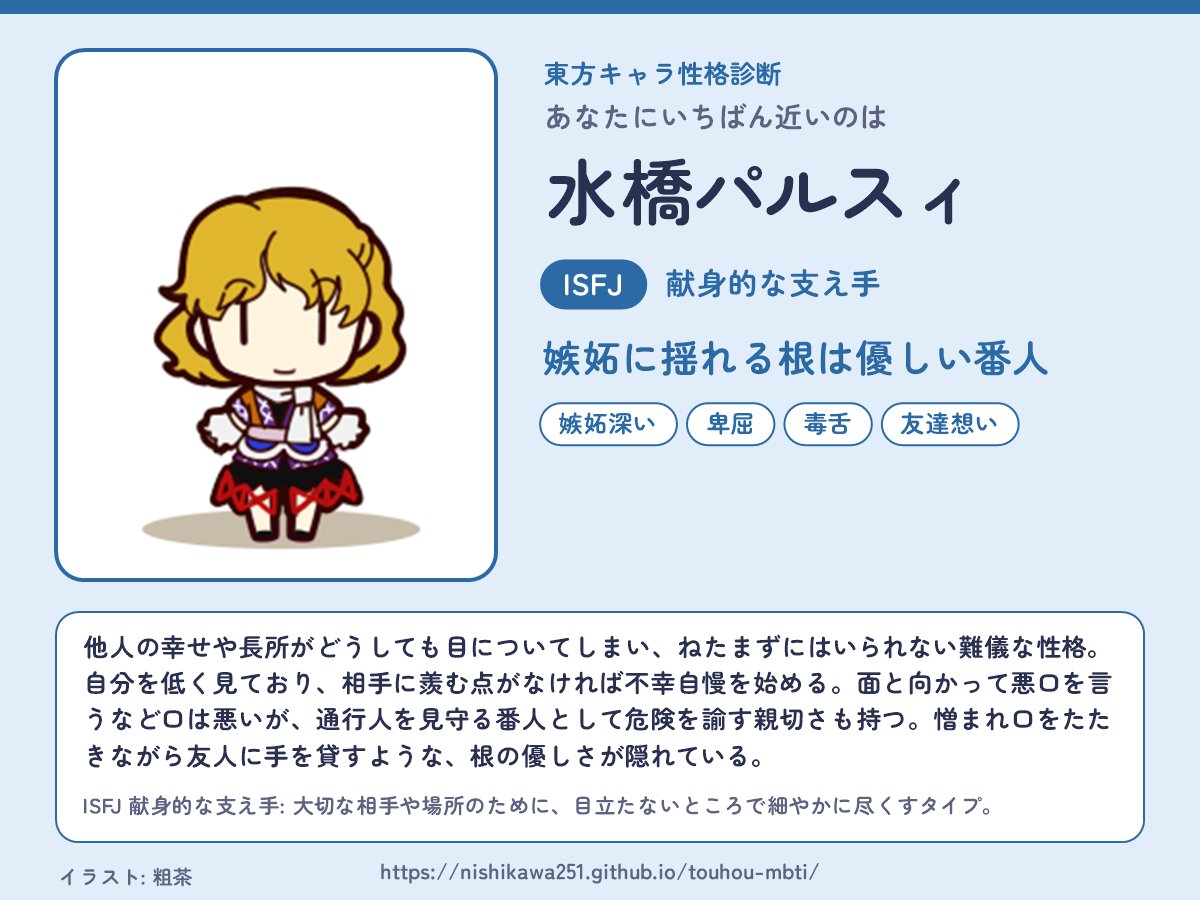 東方キャラ性格診断
あなたにいちばん近いのは
水橋パルスィ
ISFJ 献身的な支え手
嫉妬に揺れる根は優しい番人
嫉妬深い 卑屈 毒舌 友達想い
他人の幸せや長所がどうしても目についてしまい、ねたまずにはいられない難儀な性格。
自分を低く見ており、相手に羨む点がなければ不幸自慢を始める。面と向かって悪口を言
うなど口は悪いが、通行人を見守る番人として危険を諭す親切さも持つ。憎まれ口をたた
きながら友人に手を貸すような、根の優しさが隠れている。
ISFJ 献身的な支え手: 大切な相手や場所のために、目立たないところで細やかに尽くすタイプ。
イラスト: 粗茶
https://nishikawa251.github.io/touhou-mbti/